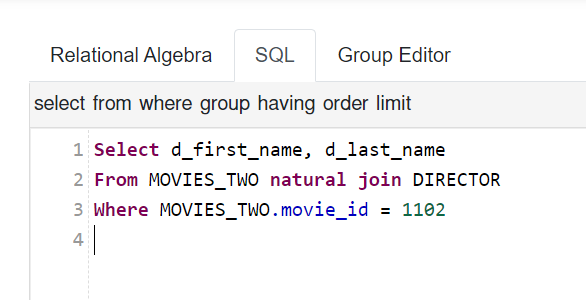 Relational Algebra SQL Group Editor
select from where group having order limit
1 Select d_first_name, d_last_name
2 From MOVIES_TWO natural join DIRECTOR
3 Where MOVIES_TWO.movie_id = 1102
4